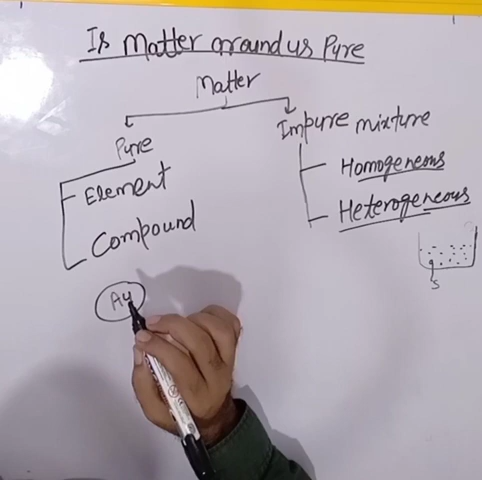 Is Matter around us Pure
Matter
Pure
Impure mixture
Element
Homogeneous
Compound
Heterogeneous
S
Au